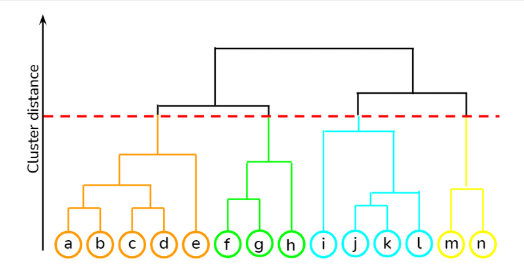 Cluster distance
a b c d e f g h i j k l m n